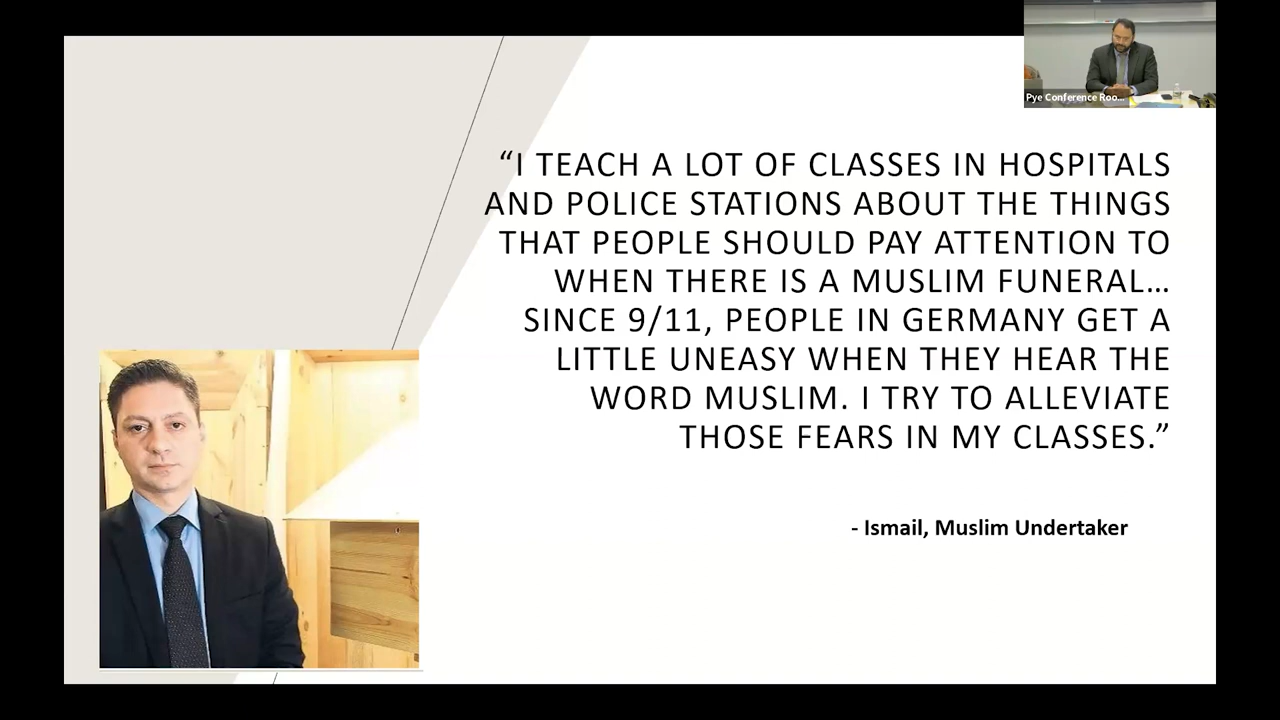 Pye Conference Roo...
“I TEACH A LOT OF CLASSES IN HOSPITALS
AND POLICE STATIONS ABOUT THE THINGS
THAT PEOPLE SHOULD PAY ATTENTION TO
WHEN THERE IS A MUSLIM FUNERAL…
SINCE 9/11, PEOPLE IN GERMANY GET A
LITTLE UNEASY WHEN THEY HEAR THE
WORD MUSLIM. I TRY TO ALLEVIATE
THOSE FEARS IN MY CLASSES.”
- Ismail, Muslim Undertaker